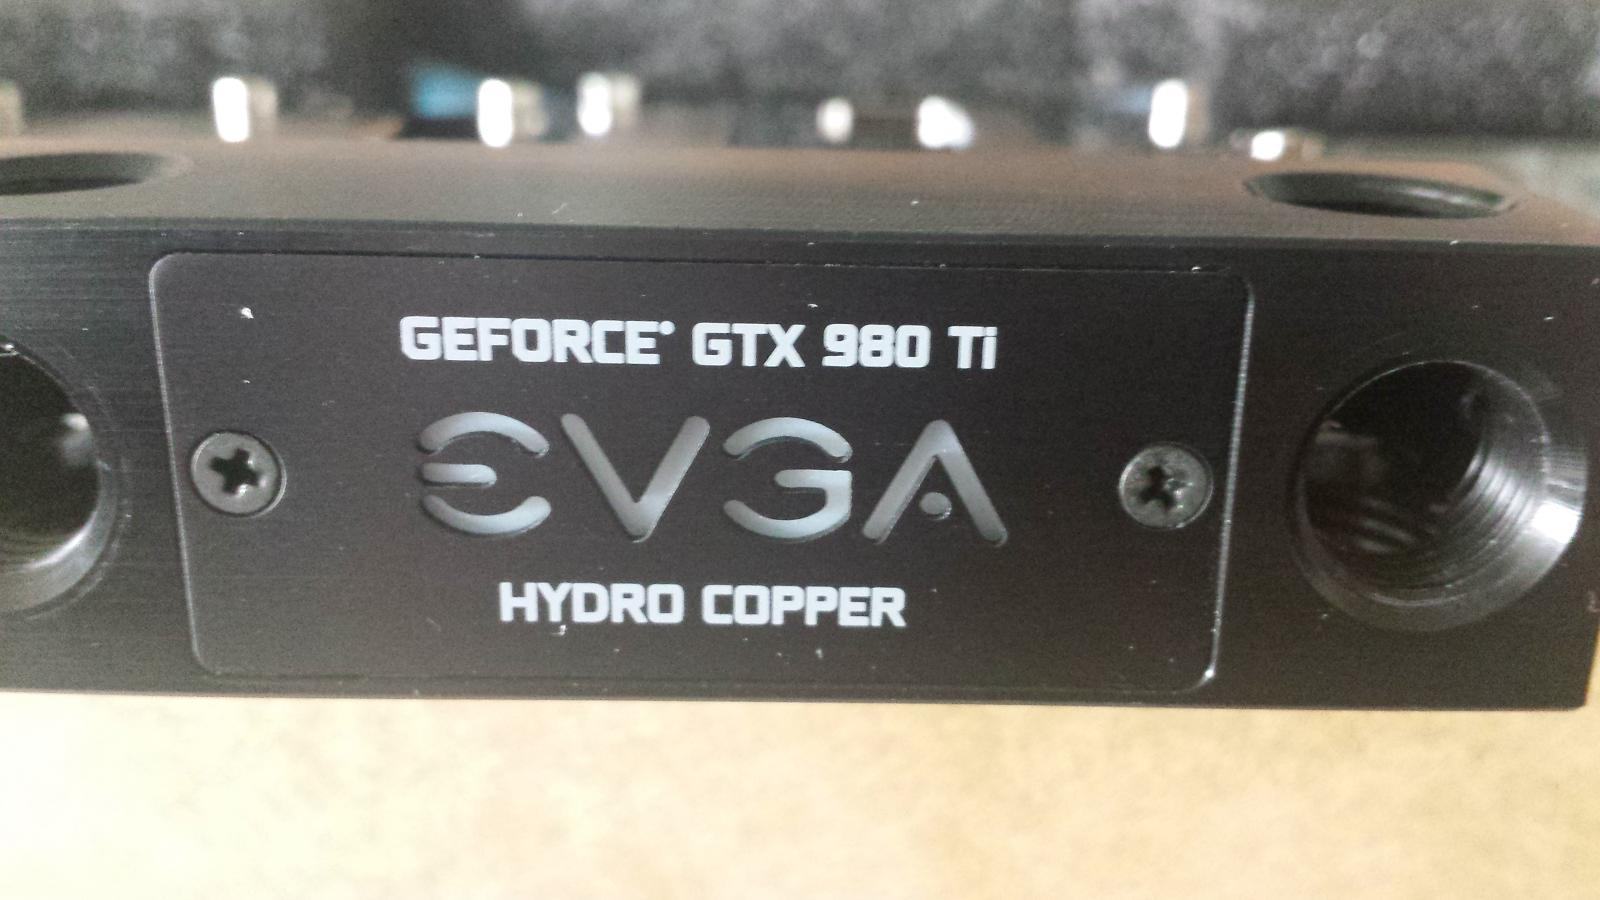 GEFORCE® GTX 980 Ti
EVGA
HYDRO COPPER